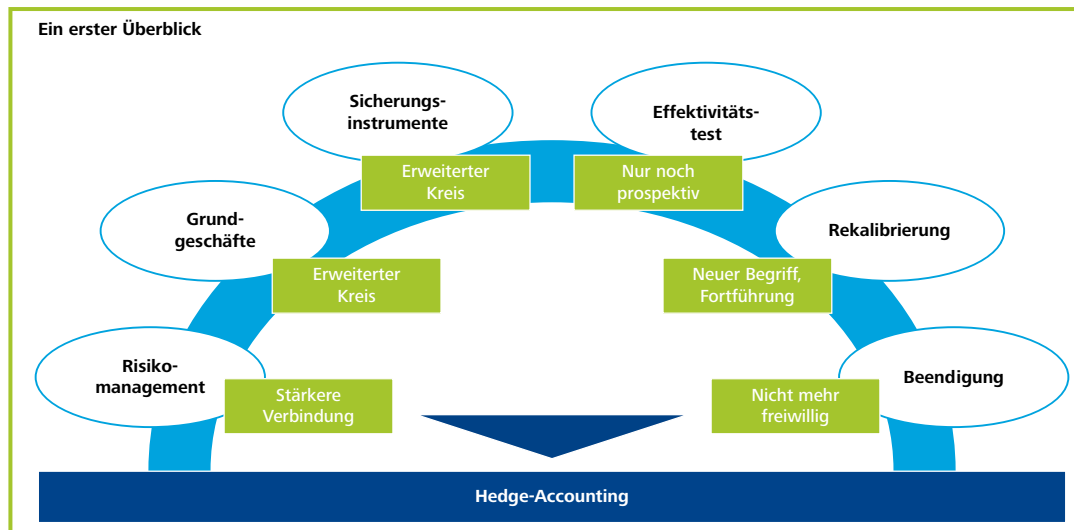 Ein erster Überblick
Sicherungs-
instrumente
Erweiterter
Kreis
Effektivitäts-
test
Nur noch
prospektiv
Grund-
geschäfte
Erweiterter
Kreis
Rekalibrierung
Neuer Begriff,
Fortführung
Risiko-
management
Stärkere
Verbindung
Beendigung
Nicht mehr
freiwillig
Hedge-Accounting